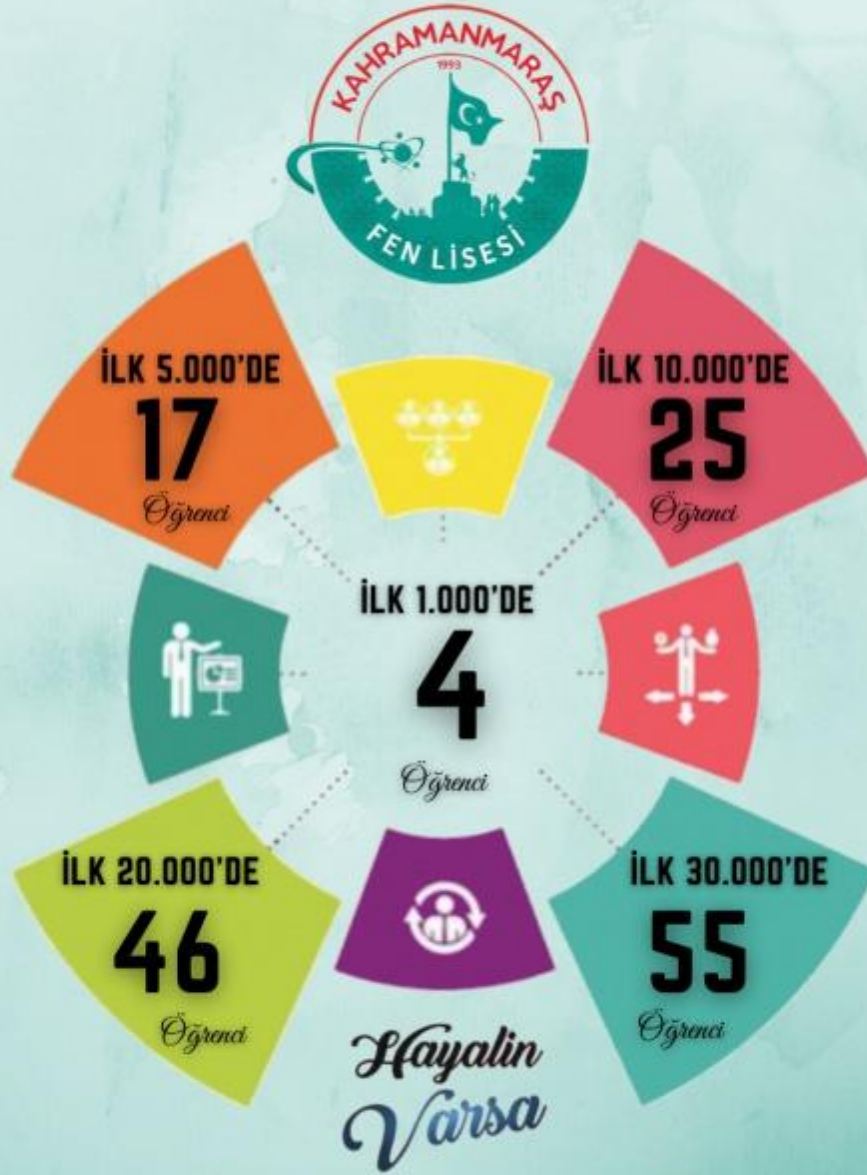 KAHRAMANMARAŞ
1993
FEN LİSESİ
İLK 5.000'DE
17
Öğrenci
İLK 10.000'DE
25
Öğrenci
İLK 1.000'DE
4
Öğrenci
İLK 20.000'DE
46
Öğrenci
İLK 30.000'DE
55
Öğrenci
Hayalin
Varsa